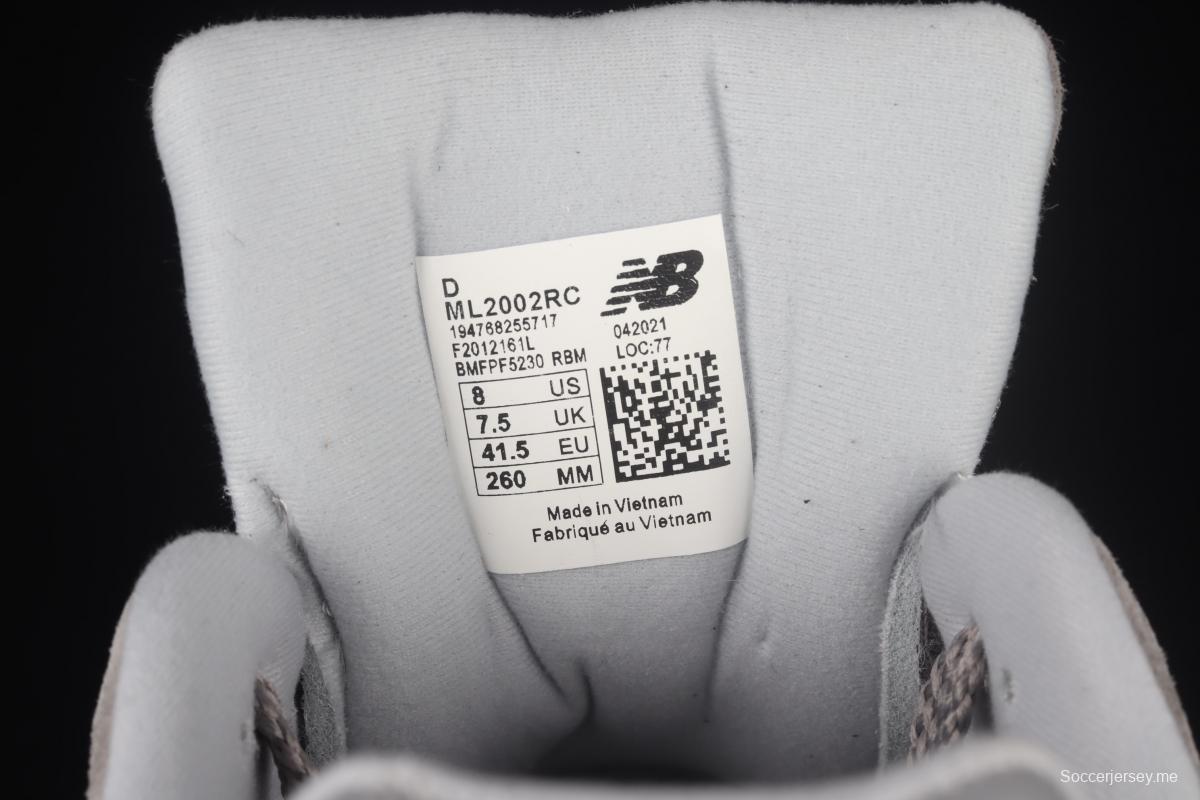 D
ML2002RC
194768255717
F2012161L
BMFPF5230 RBM
NB
042021
LOC:77
8 US
7.5 UK
41.5 EU
260 MM
Made in Vietnam
Fabriqué au Vietnam
Soccerjersey.me